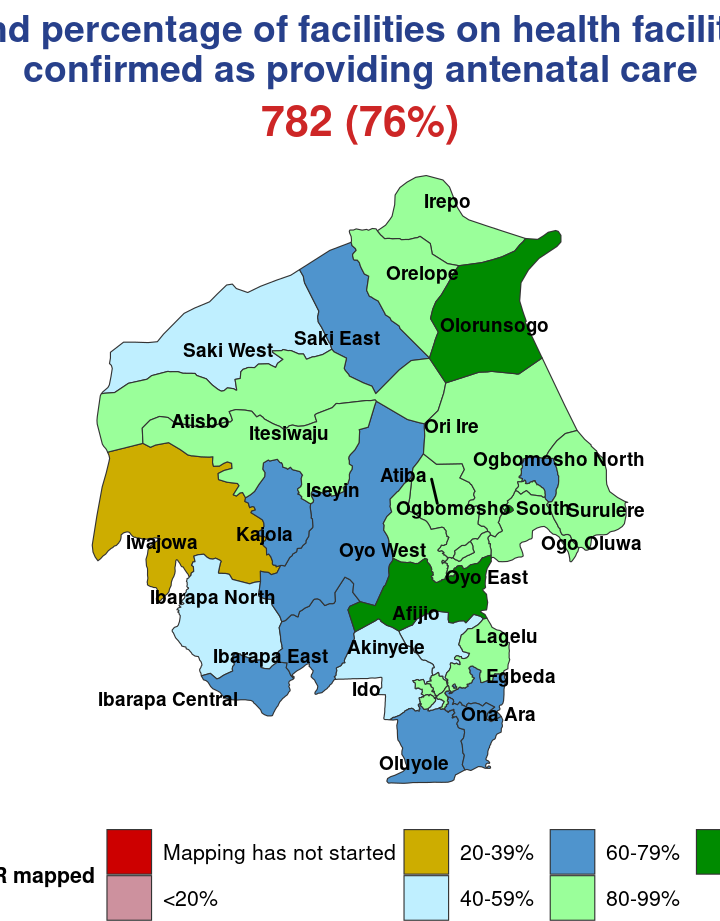 percentage of facilities on health
confirmed as providing antenatal care
782 (76%)
Irepo
Orelope
Olorunsogo
Saki East
Saki West
Atisbo
Itesiwaju
Ori Ire
Ogbomosho North
Atiba
Iseyin
Ogbomosho South
Surulere
Kajola
Iwajowa
Oyo West
Ogo Oluwa
Oyo East
Ibarapa North
Afijio
Lagelu
Akinyele
Ibarapa East
Egbeda
Ido
Ibarapa Central
Ona Ara
Oluyole
Mapping has not started
20-39%
60-79%
mapped
<20%
40-59%
80-99%